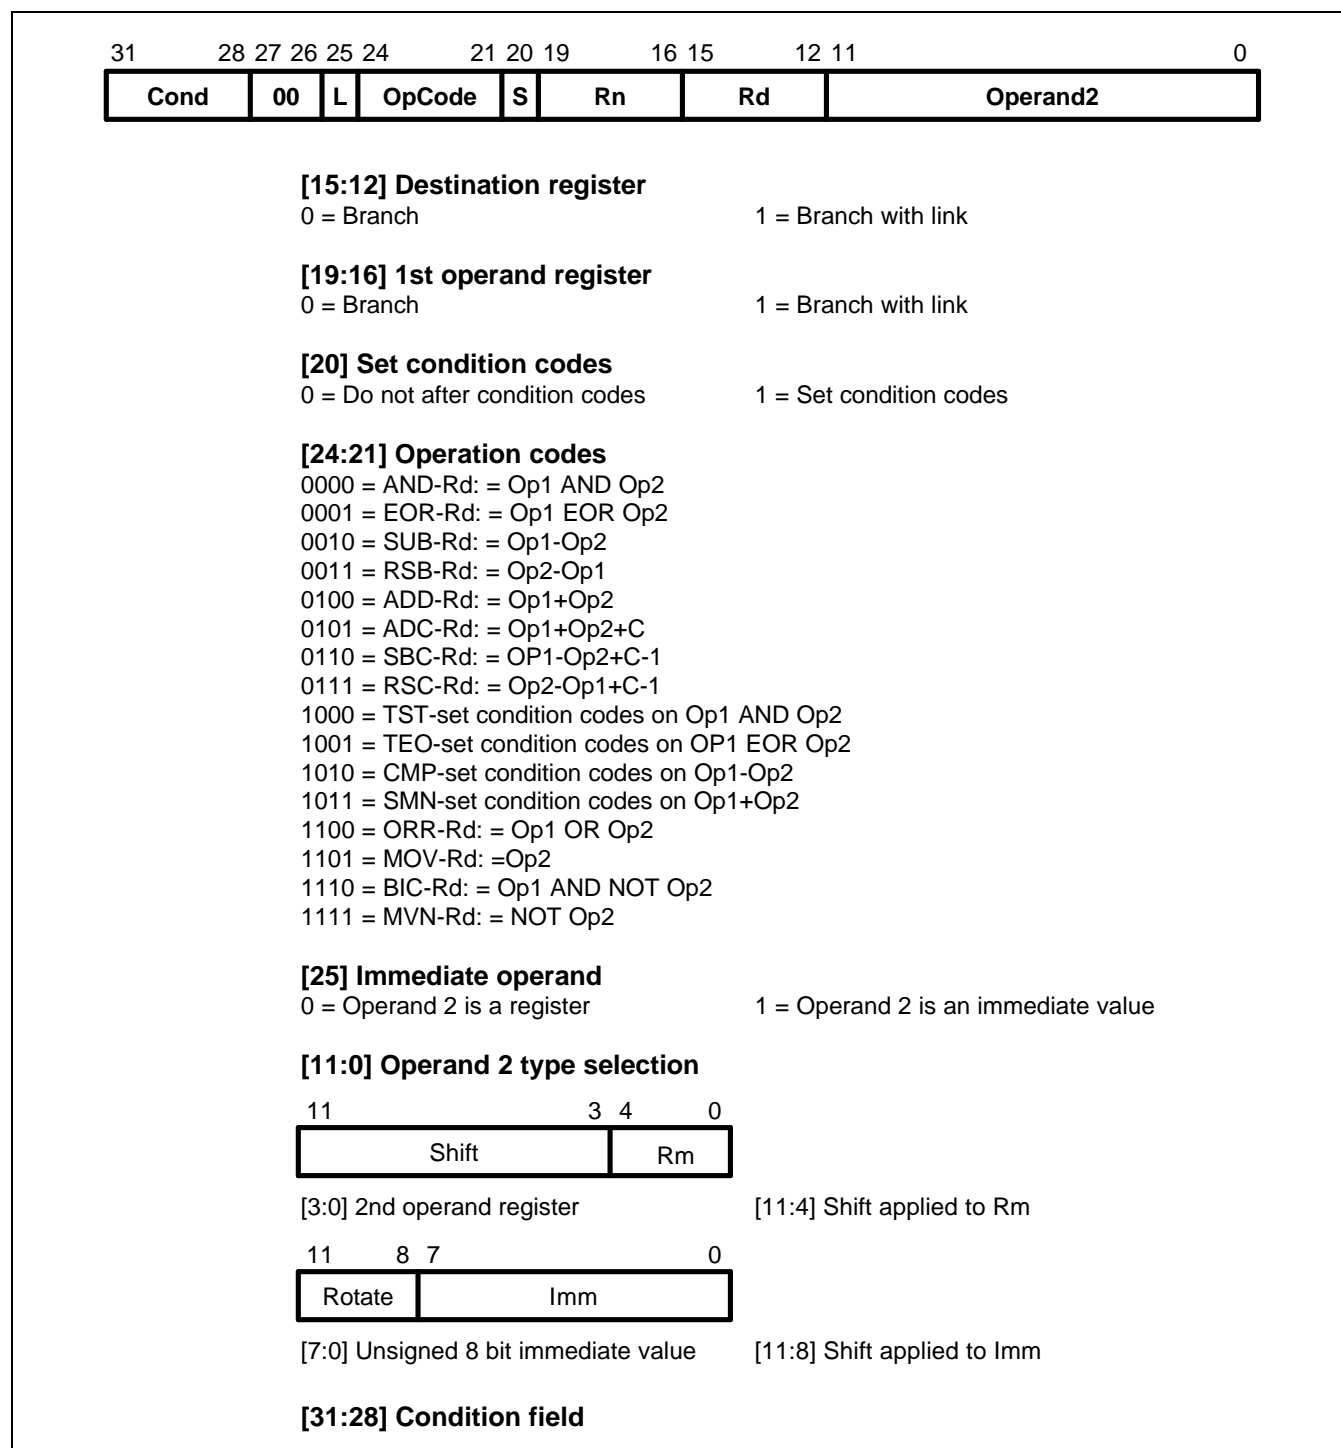 31 28 27 26 25 24 21 20 19 16 15 12 11 0
Cond 00 L OpCode S Rn Rd Operand2
[15:12] Destination register
0 = Branch 1 = Branch with link
[19:16] 1st operand register
0 = Branch 1 = Branch with link
[20] Set condition codes
0 = Do not after condition codes 1 = Set condition codes
[24:21] Operation codes
0000 = AND-Rd: = Op1 AND Op2
0001 = EOR-Rd: = Op1 EOR Op2
0010 = SUB-Rd: = Op1-Op2
0011 = RSB-Rd: = Op2-Op1
0100 = ADD-Rd: = Op1+Op2
0101 = ADC-Rd: = Op1+Op2+C
0110 = SBC-Rd: = OP1-Op2+C-1
0111 = RSC-Rd: = Op2-Op1+C-1
1000 = TST-set condition codes on Op1 AND Op2
1001 = TEO-set condition codes on OP1 EOR Op2
1010 = CMP-set condition codes on Op1-Op2
1011 = SMN-set condition codes on Op1+Op2
1100 = ORR-Rd: = Op1 OR Op2
1101 = MOV-Rd: =Op2
1110 = BIC-Rd: = Op1 AND NOT Op2
1111 = MVN-Rd: = NOT Op2
[25] Immediate operand
0 = Operand 2 is a register 1 = Operand 2 is an immediate value
[11:0] Operand 2 type selection
11 3 4 0
Shift Rm
[3:0] 2nd operand register [11:4] Shift applied to Rm
11 8 7 0
Rotate Imm
[7:0] Unsigned 8 bit immediate value [11:8] Shift applied to Imm
[31:28] Condition field